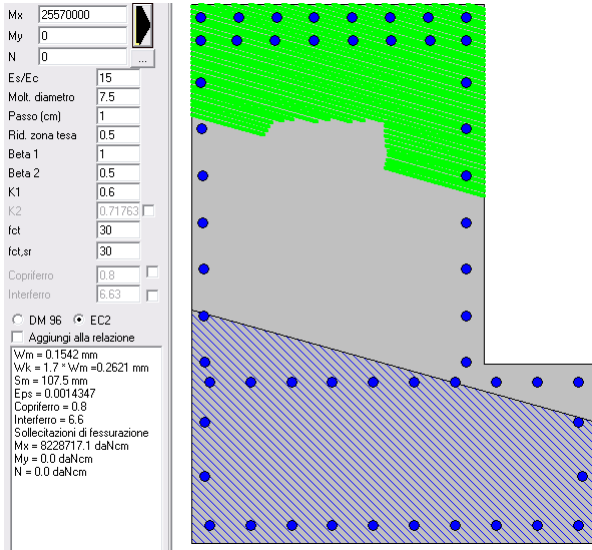 Mx 25570000
My 0
N 0
...
Es/Ec 15
Molt. diametro 7.5
Passo (cm) 1
Rid. zona tesa 0.5
Beta 1 1
Beta 2 0.5
K1 0.6
K2 0.71763
fct 30
fct,sr 30
Copriferro 0.8
Interferro 6.63
DM 96 EC2
Aggiungi alla relazione
Wm = 0.1542 mm
Wk = 1.7 * Wm =0.2621 mm
Sm = 107.5 mm
Eps = 0.0014347
Copriferro = 0.8
Interferro = 6.6
Sollecitazioni di fessurazione
Mx = 8228717.1 daNcm
My = 0.0 daNcm
N = 0.0 daNcm